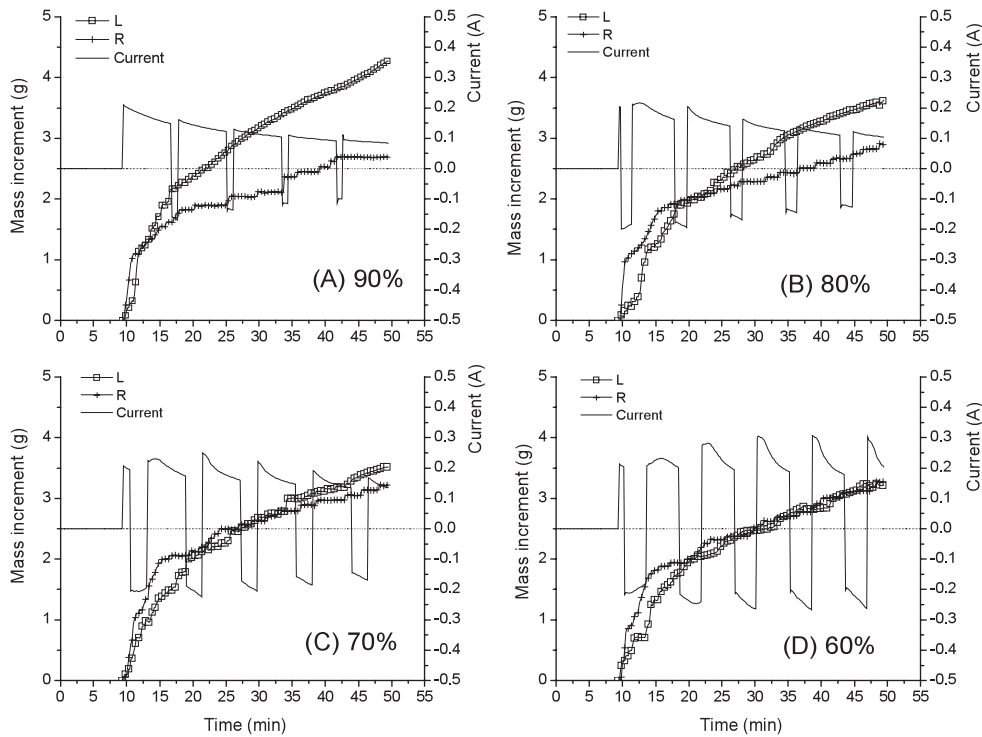 L
R
Current
Mass increment (g)
5
4
3
2
1
0
0 5 10 15 20 25 30 35 40 45 50 55
0.5
0.4
0.3
0.2
0.1
0.0
-0.1
-0.2
-0.3
-0.4
-0.5
Current (A)
(A) 90%
L
R
Current
Mass increment (g)
5
4
3
2
1
0
0 5 10 15 20 25 30 35 40 45 50 55
0.5
0.4
0.3
0.2
0.1
0.0
-0.1
-0.2
-0.3
-0.4
-0.5
Current (A)
(B) 80%
L
R
Current
Mass increment (g)
5
4
3
2
1
0
0 5 10 15 20 25 30 35 40 45 50 55
Time (min)
0.5
0.4
0.3
0.2
0.1
0.0
-0.1
-0.2
-0.3
-0.4
-0.5
Current (A)
(C) 70%
L
R
Current
Mass increment (g)
5
4
3
2
1
0
0 5 10 15 20 25 30 35 40 45 50 55
Time (min)
0.5
0.4
0.3
0.2
0.1
0.0
-0.1
-0.2
-0.3
-0.4
-0.5
Current (A)
(D) 60%